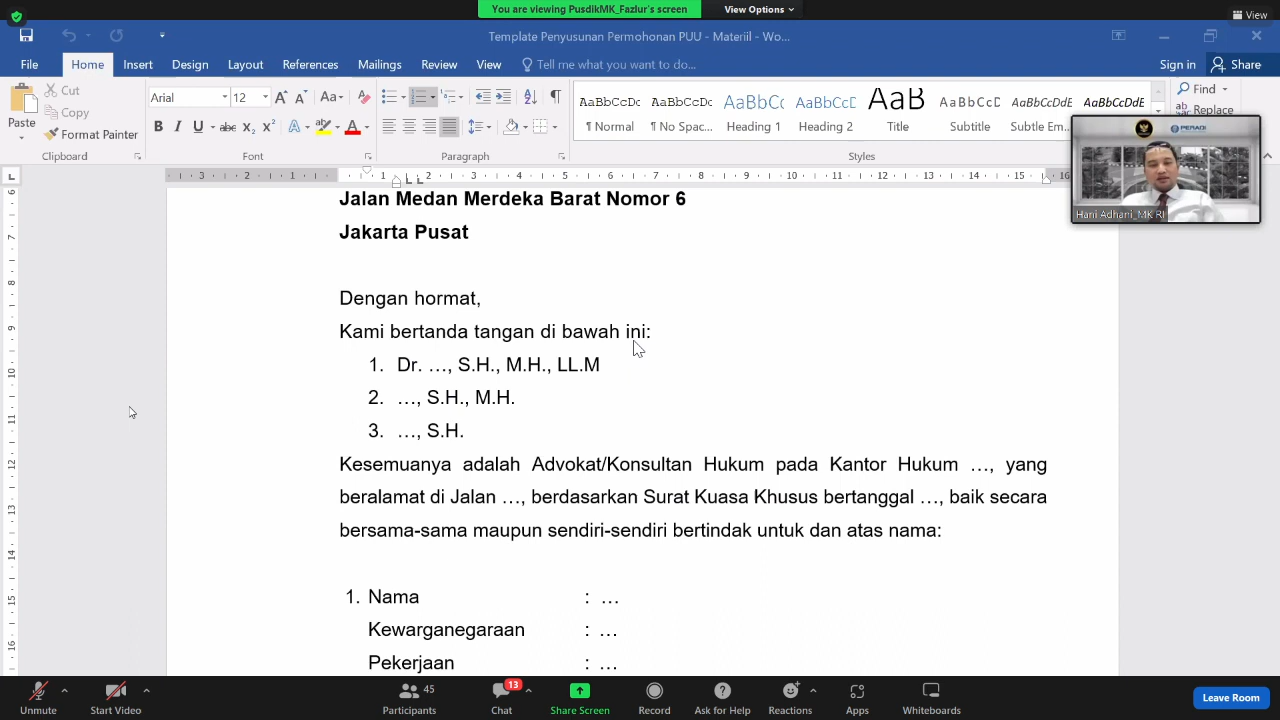 You are viewing PusdikMK_Fazlur's screen
View Options
View
Template Penyusunan Permohonan PUU - Materiil - Wo...
File Home Insert Design Layout References Mailings Review View Tell me what you want to do... Sign in Share
Paste
Cut
Copy
Format Painter
Clipboard
Arial 12
Font
Paragraph
AaBbCcDc AaBbCcDc AaBbCc AaBbCcD AaB AaBbCcD AaBbCcDdE AaBbCcDdE
¶ Normal ¶ No Spac... Heading 1 Heading 2 Title Subtitle Subtle Em...
Styles
Find
Replace
PERADI
Hani Adhani_MK RI
Jalan Medan Merdeka Barat Nomor 6
Jakarta Pusat
Dengan hormat,
Kami bertanda tangan di bawah ini:
1. Dr. …, S.H., M.H., LL.M
2. …, S.H., M.H.
3. …, S.H.
Kesemuanya adalah Advokat/Konsultan Hukum pada Kantor Hukum …, yang
beralamat di Jalan …, berdasarkan Surat Kuasa Khusus bertanggal …, baik secara
bersama-sama maupun sendiri-sendiri bertindak untuk dan atas nama:
1. Nama : …
Kewarganegaraan : …
Pekerjaan : …
Unmute
Start Video
Participants 45
Chat 13
Share Screen
Record
Ask for Help
Reactions
Apps
Whiteboards
Leave Room